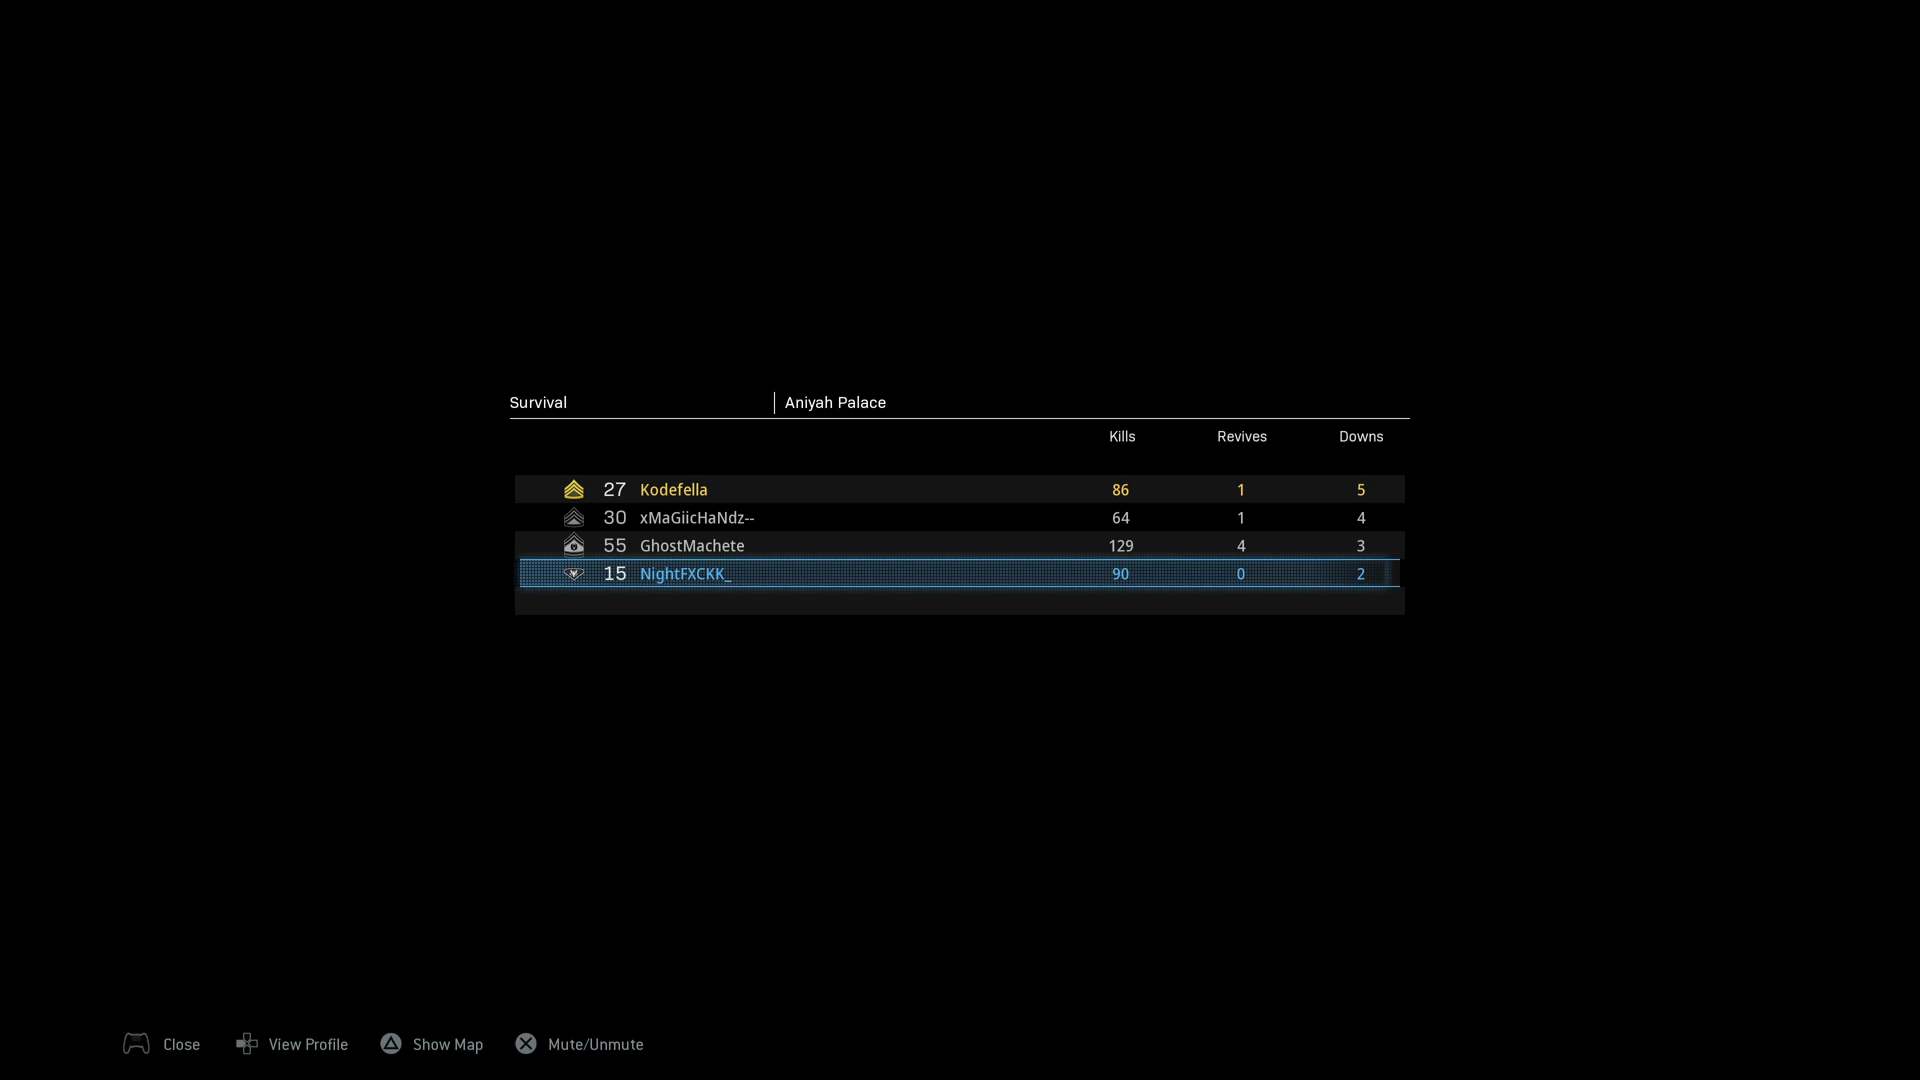 Survival Aniyah Palace
Kills Revives Downs
27 Kodefella 86 1 5
30 xMaGiicHaNdz-- 64 1 4
55 GhostMachete 129 4 3
15 NightFXCKK_ 90 0 2
Close View Profile Show Map Mute/Unmute